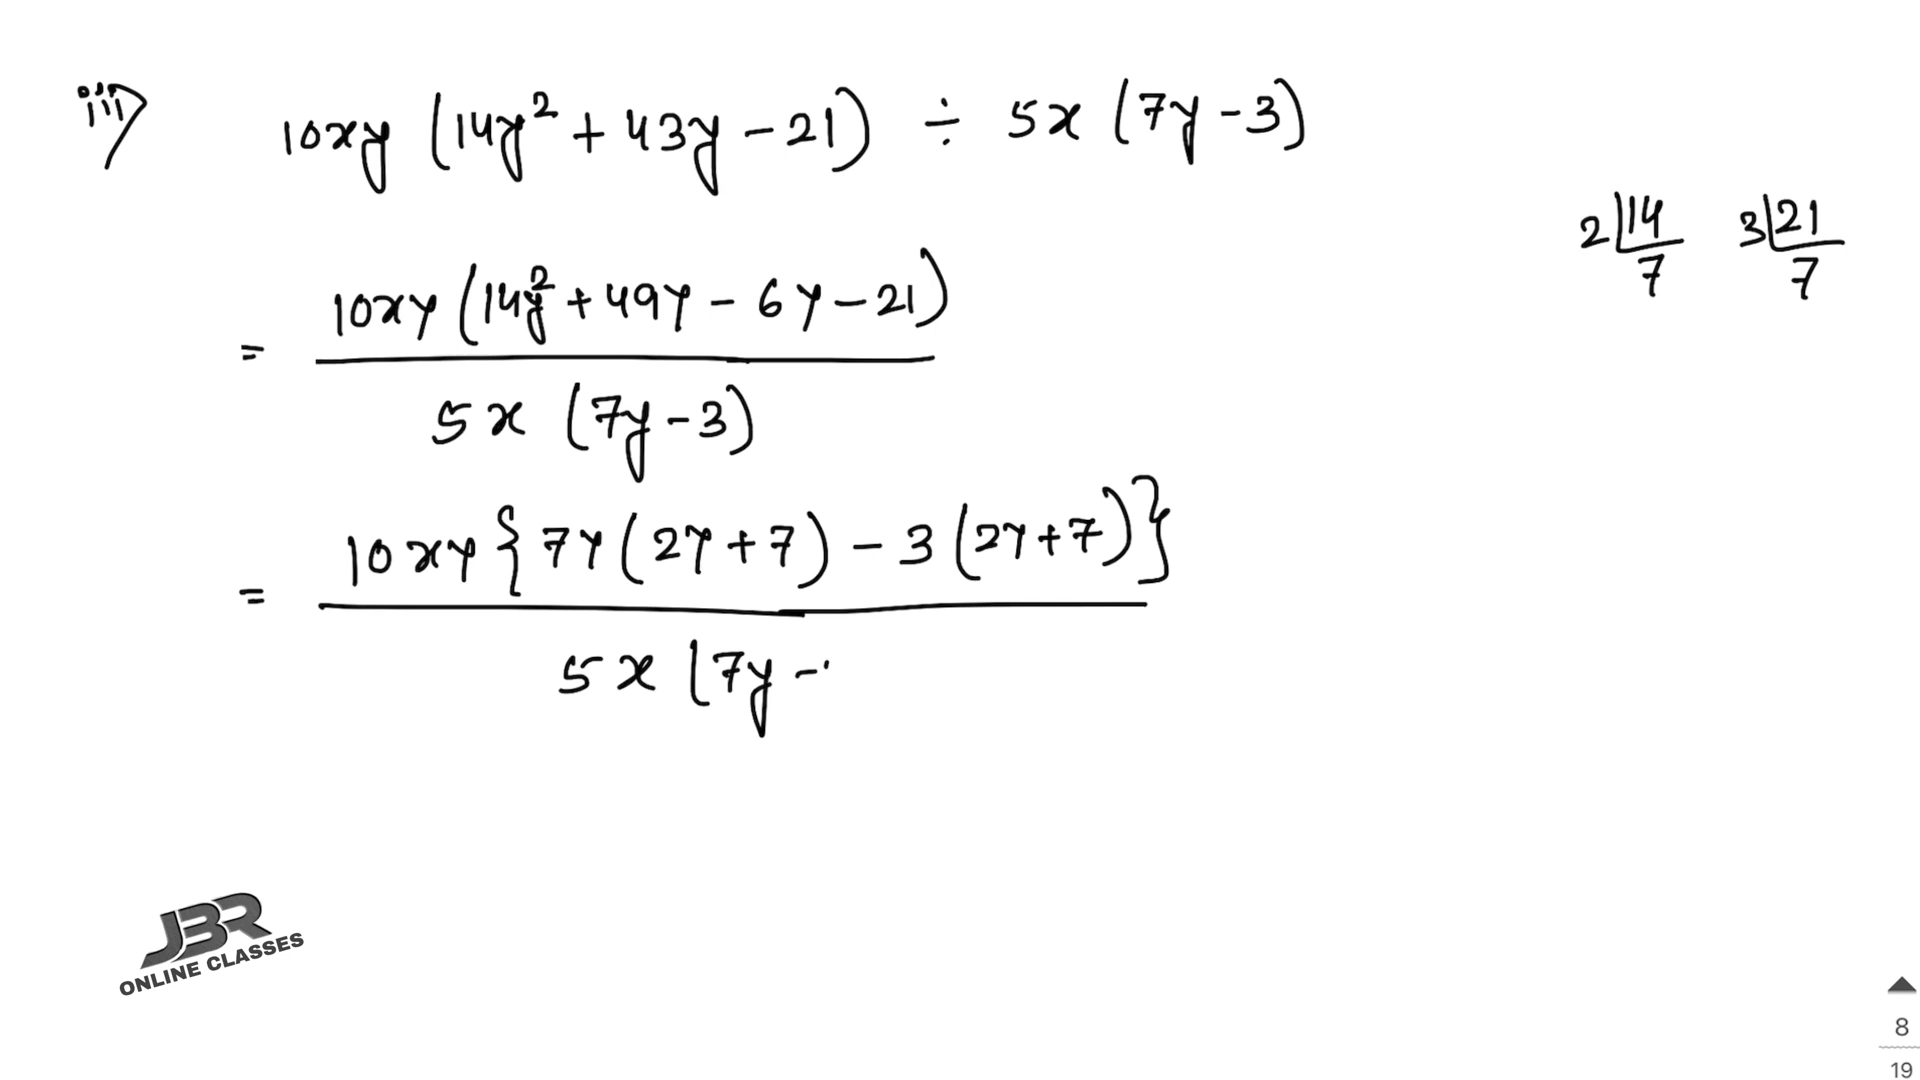 iii) 10xy (14y² + 43y - 21) ÷ 5x (7y - 3)
2|14 3|21
7 7
10xy (14y² + 49y - 6y - 21)
=
5x (7y - 3)
10xy {7y (2y + 7) - 3 (2y + 7)}
=
5x (7y -
JBR
ONLINE CLASSES
8
19